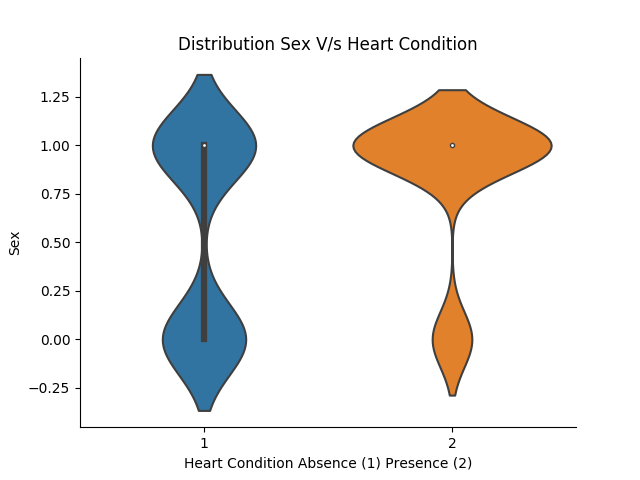 Distribution Sex V/s Heart Condition
1.25
1.00
0.75
0.50
0.25
0.00
−0.25
Sex
1 2
Heart Condition Absence (1) Presence (2)